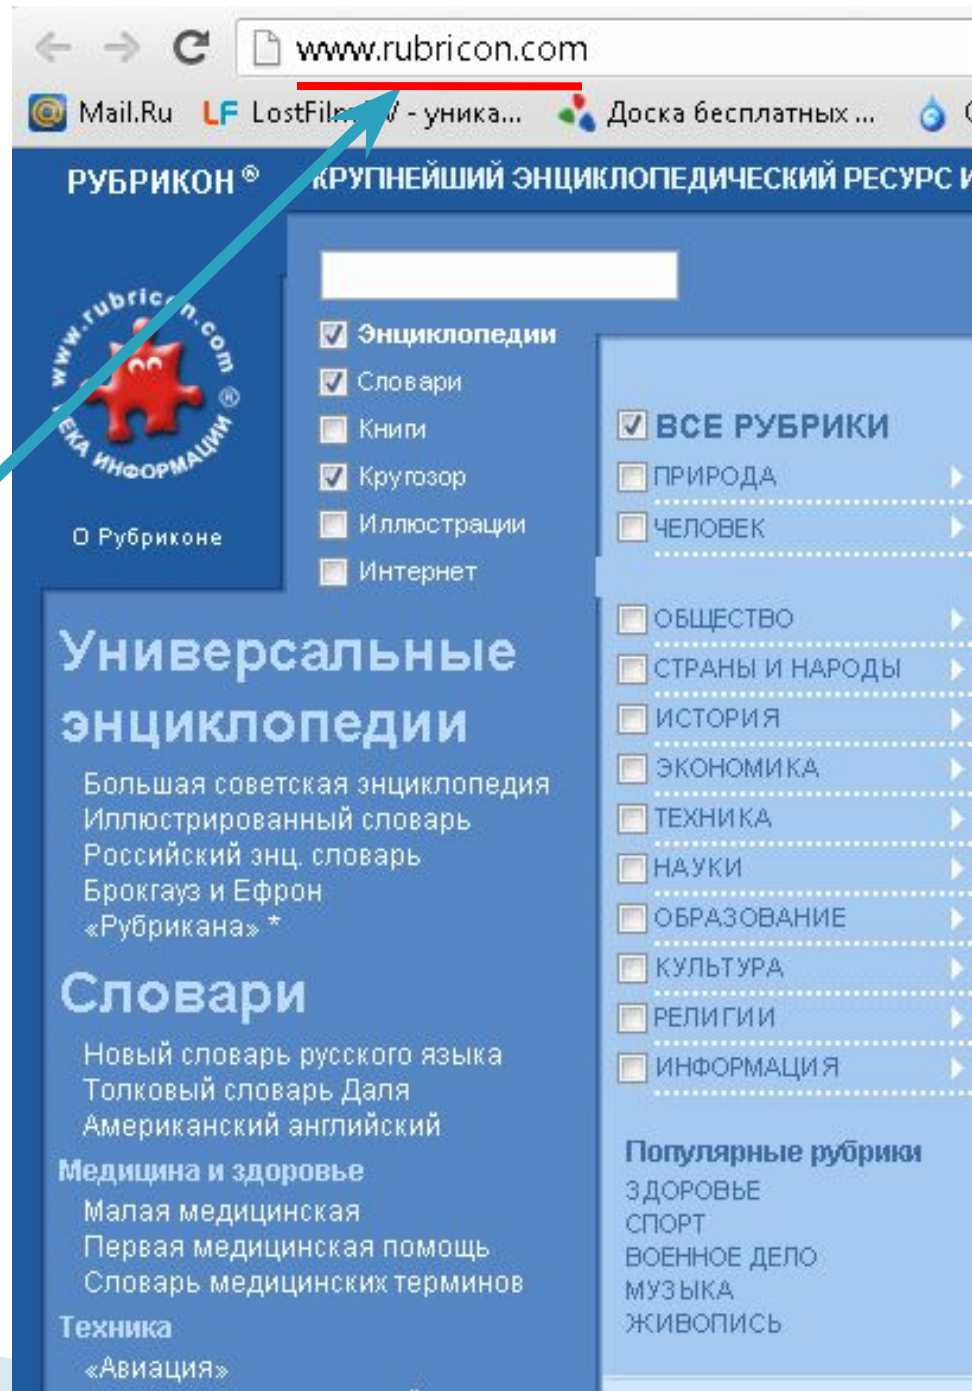 www.rubricon.com
Mail.Ru LostFilm - уника... Доска бесплатных ...
РУБРИКОН ® КРУПНЕЙШИЙ ЭНЦИКЛОПЕДИЧЕСКИЙ РЕСУРС
www.rubricon.com ®
ИНФОРМАЦИИ
О Рубриконе
Энциклопедии
Словари
Книги
Кругозор
Иллюстрации
Интернет
ВСЕ РУБРИКИ
ПРИРОДА
ЧЕЛОВЕК
ОБЩЕСТВО
СТРАНЫ И НАРОДЫ
ИСТОРИЯ
ЭКОНОМИКА
ТЕХНИКА
НАУКИ
ОБРАЗОВАНИЕ
КУЛЬТУРА
РЕЛИГИИ
ИНФОРМАЦИЯ
Популярные рубрики
ЗДОРОВЬЕ
СПОРТ
ВОЕННОЕ ДЕЛО
МУЗЫКА
ЖИВОПИСЬ
Универсальные
энциклопедии
Большая советская энциклопедия
Иллюстрированный словарь
Российский энц. словарь
Брокгауз и Ефрон
«Рубрикана» *
Словари
Новый словарь русского языка
Толковый словарь Даля
Американский английский
Медицина и здоровье
Малая медицинская
Первая медицинская помощь
Словарь медицинских терминов
Техника
«Авиация»